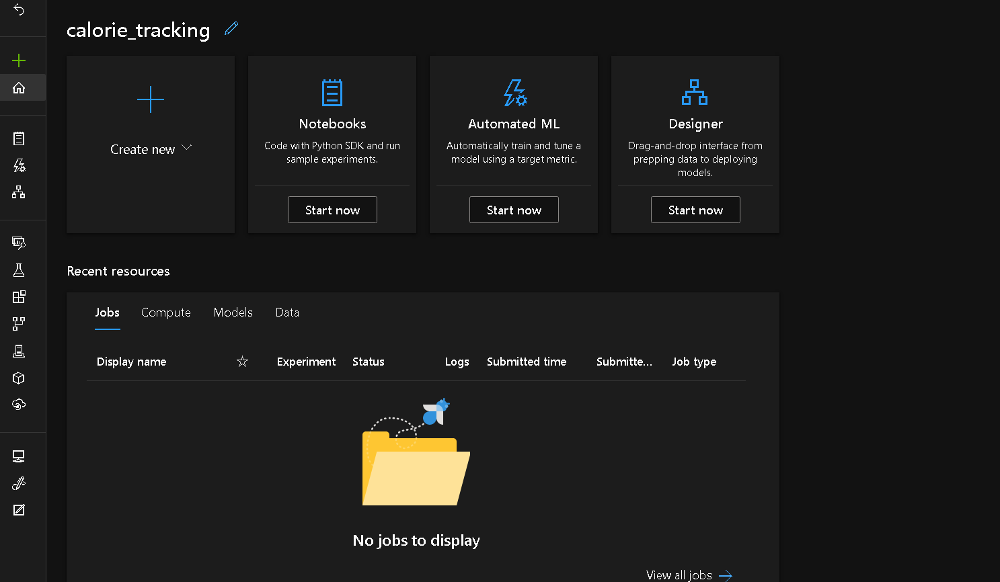 calorie_tracking
Create new
Notebooks
Code with Python SDK and run
sample experiments.
Start now
Automated ML
Automatically train and tune a
model using a target metric.
Start now
Designer
Drag-and-drop interface from
prepping data to deploying
models.
Start now
Recent resources
Jobs Compute Models Data
Display name Experiment Status Logs Submitted time Submitte... Job type
No jobs to display
View all jobs